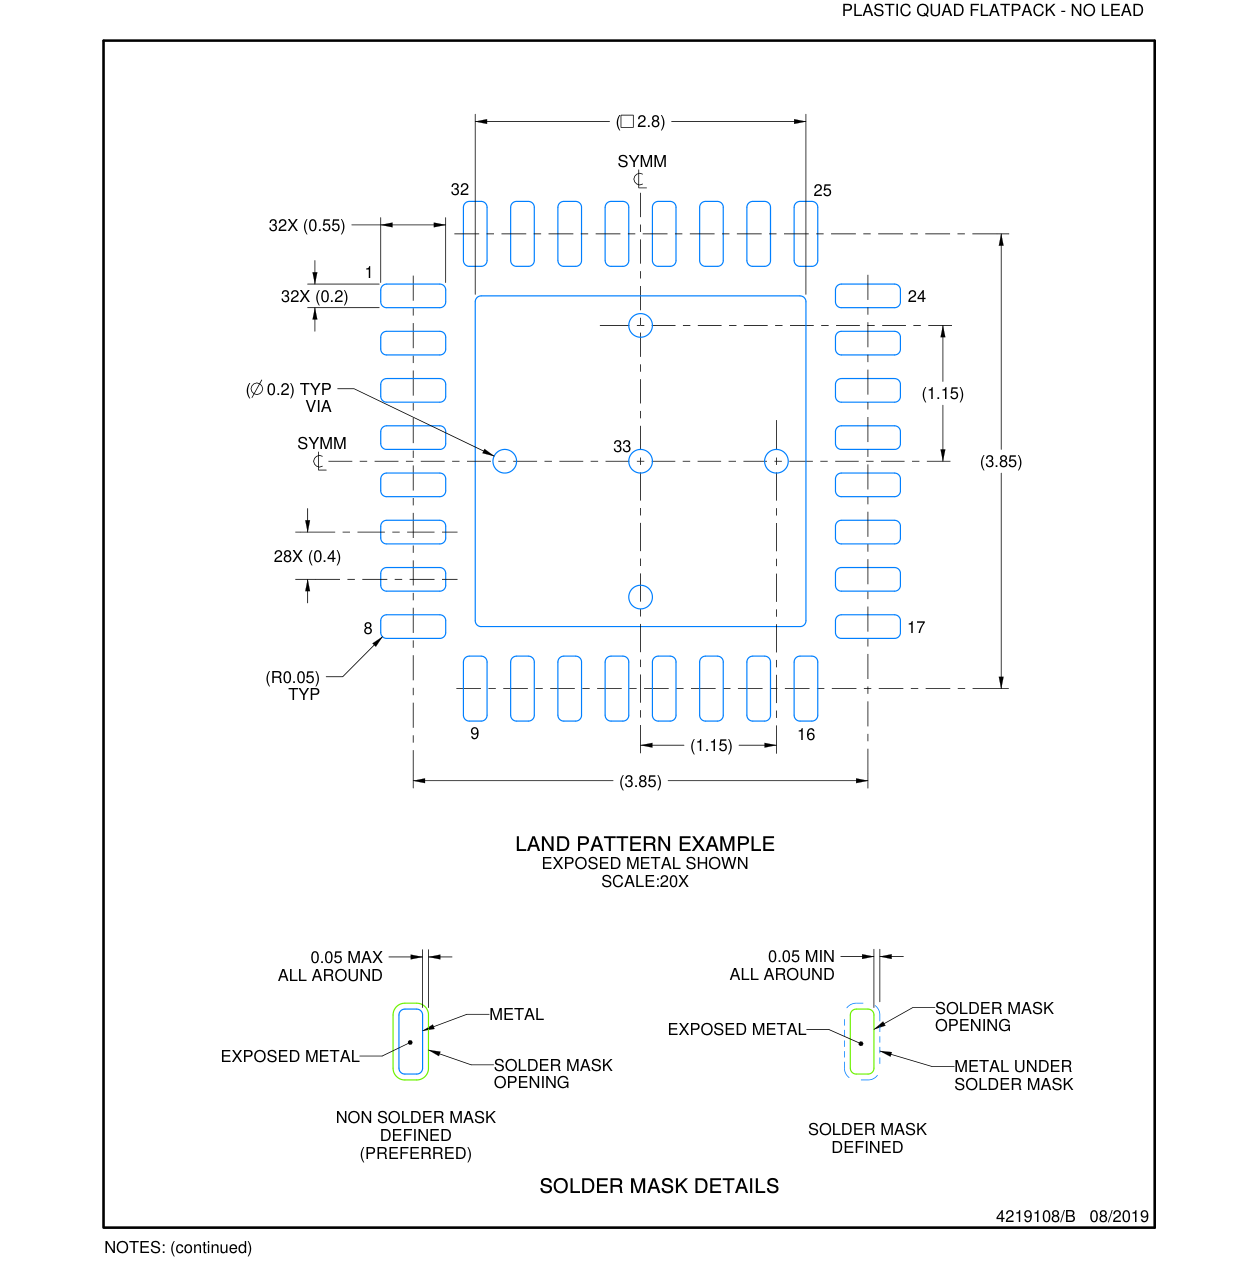 PLASTIC QUAD FLATPACK - NO LEAD
(□ 2.8)
SYMM
℄
32
25
32X (0.55)
1
32X (0.2)
24
(∅ 0.2) TYP
VIA
(1.15)
SYMM
℄
33
(3.85)
28X (0.4)
8
17
(R0.05)
TYP
9
16
(1.15)
(3.85)
LAND PATTERN EXAMPLE
EXPOSED METAL SHOWN
SCALE:20X
0.05 MAX
ALL AROUND
METAL
EXPOSED METAL
SOLDER MASK
OPENING
NON SOLDER MASK
DEFINED
(PREFERRED)
0.05 MIN
ALL AROUND
SOLDER MASK
OPENING
EXPOSED METAL
METAL UNDER
SOLDER MASK
SOLDER MASK
DEFINED
SOLDER MASK DETAILS
4219108/B 08/2019
NOTES: (continued)